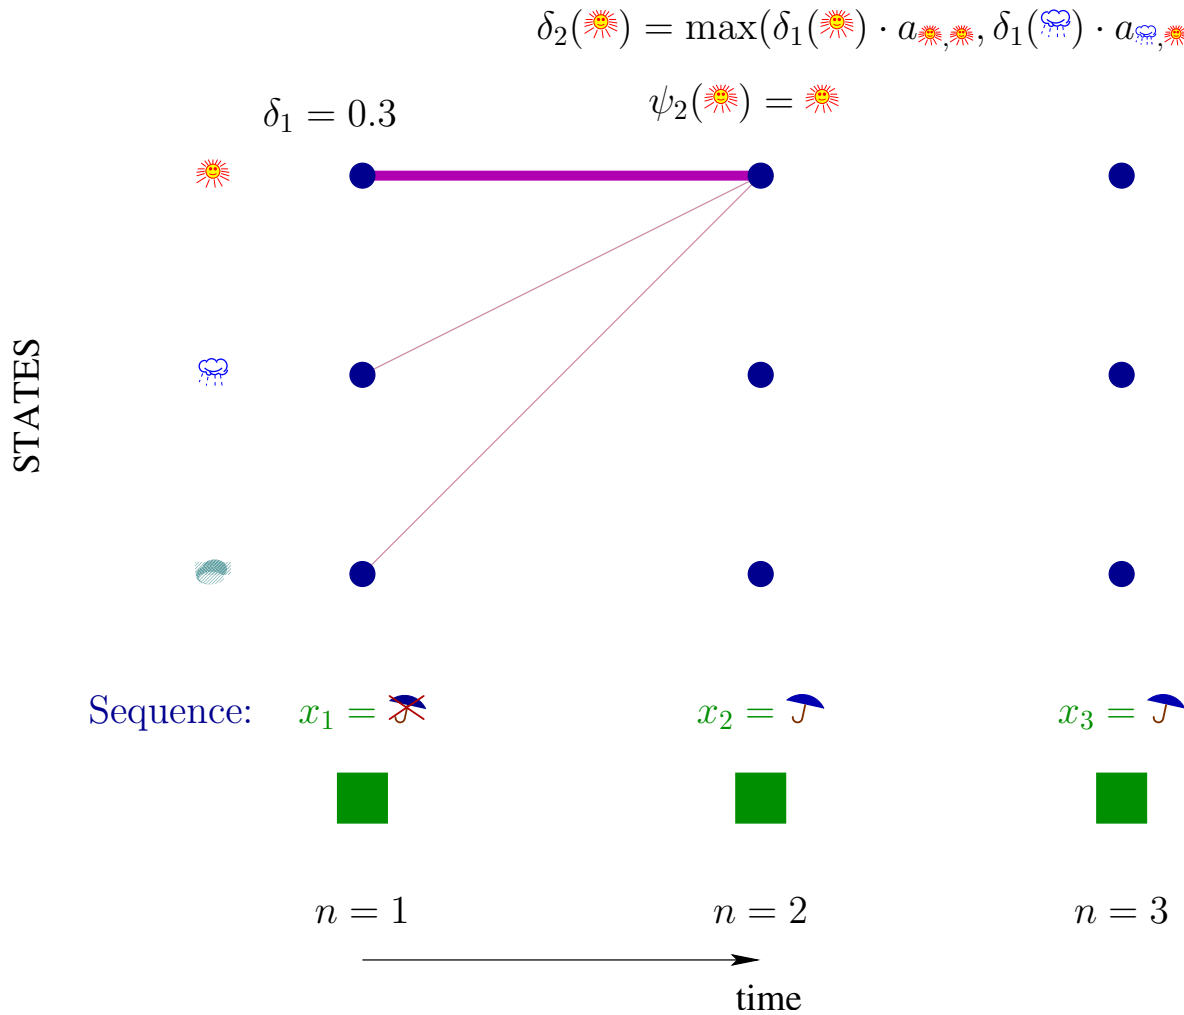 δ₂(☀) = max(δ₁(☀) · a☀,☀, δ₁(🌧) · a🌧,☀
ψ₂(☀) = ☀
δ₁ = 0.3
STATES
Sequence: x₁ = x₂ = x₃ =
n = 1 n = 2 n = 3
time